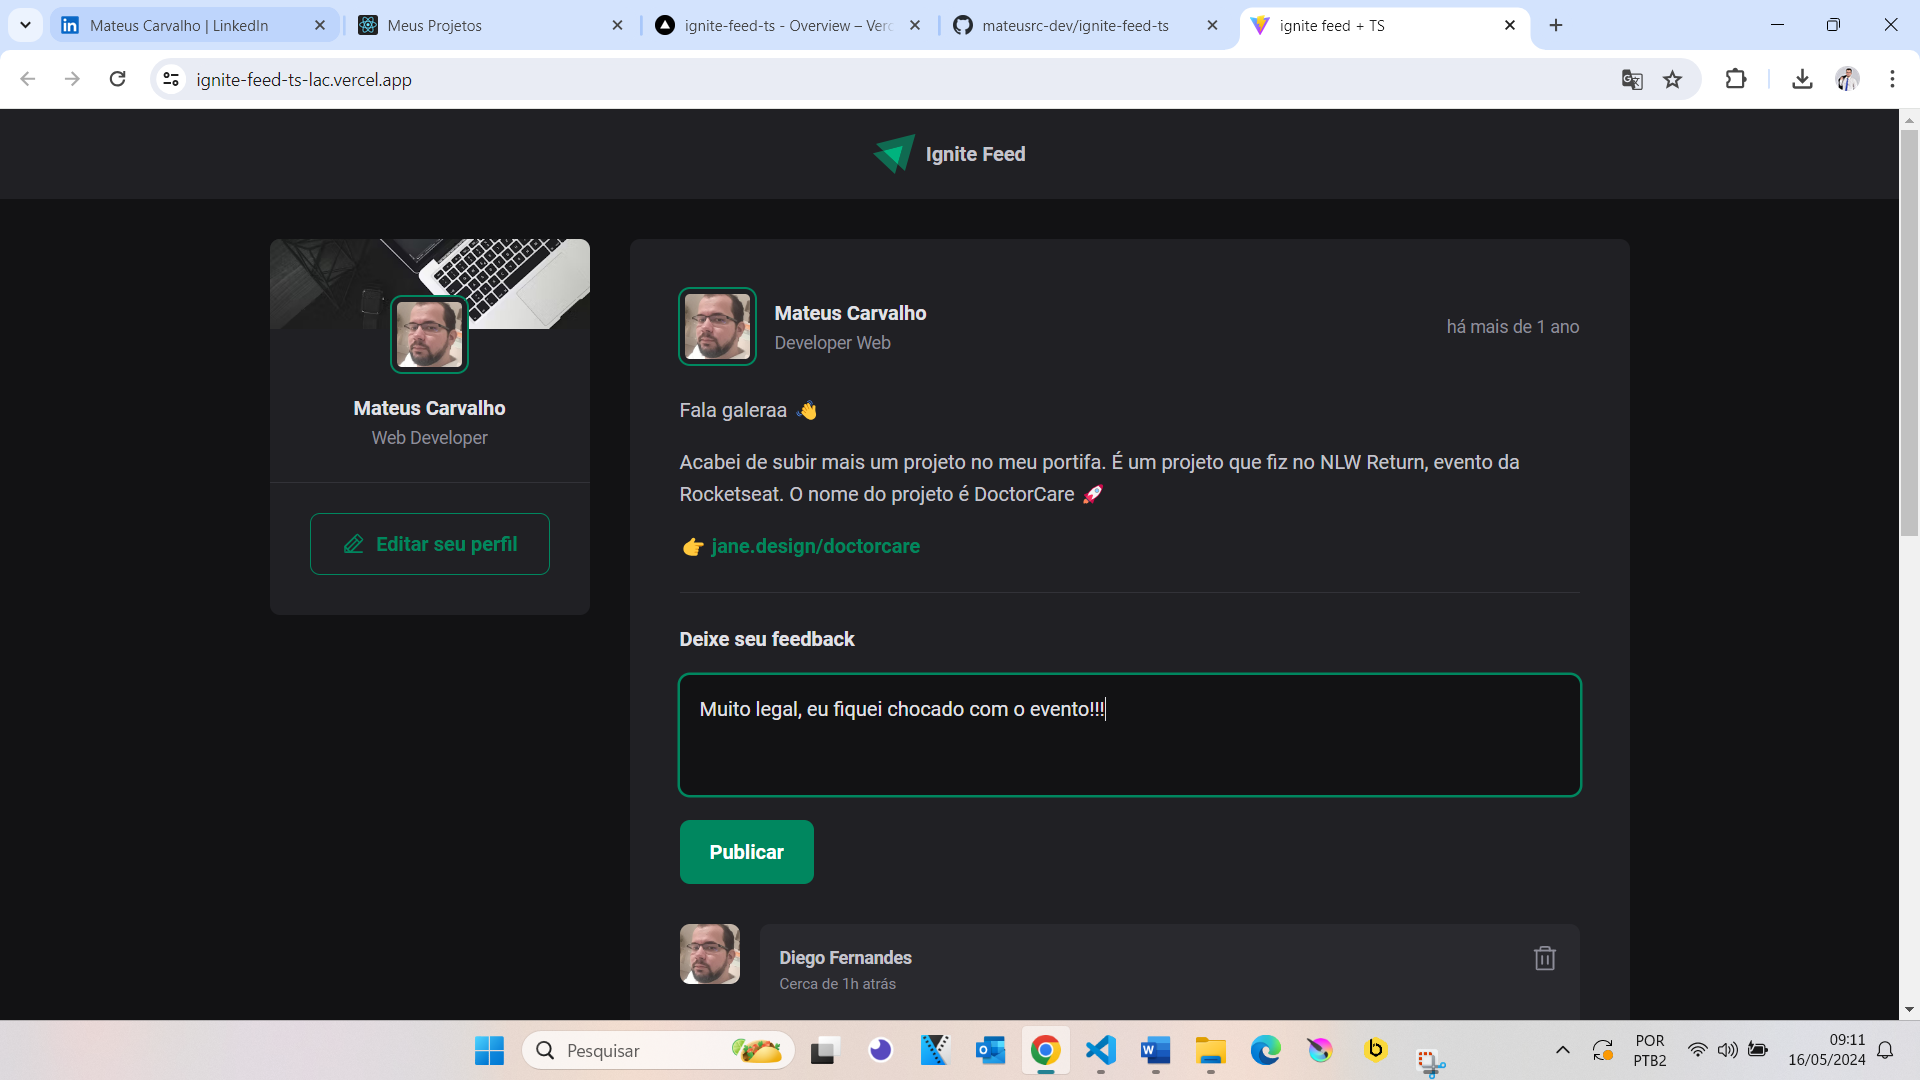 Mateus Carvalho | LinkedIn
Meus Projetos
ignite-feed-ts - Overview – Verc
mateusrc-dev/ignite-feed-ts
ignite feed + TS
ignite-feed-ts-lac.vercel.app
Ignite Feed
Mateus Carvalho
Web Developer
Editar seu perfil
Mateus Carvalho
Developer Web
há mais de 1 ano
Fala galeraa 👋
Acabei de subir mais um projeto no meu portifa. É um projeto que fiz no NLW Return, evento da
Rocketseat. O nome do projeto é DoctorCare 🚀
👉 jane.design/doctorcare
Deixe seu feedback
Muito legal, eu fiquei chocado com o evento!!!
Publicar
Diego Fernandes
Cerca de 1h atrás
Pesquisar
POR
PTB2
09:11
16/05/2024